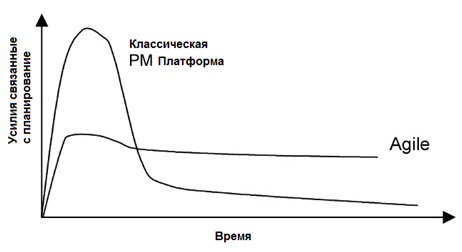 Классическая
PM Платформа
Усилия связанные
с планирование
Agile
Время